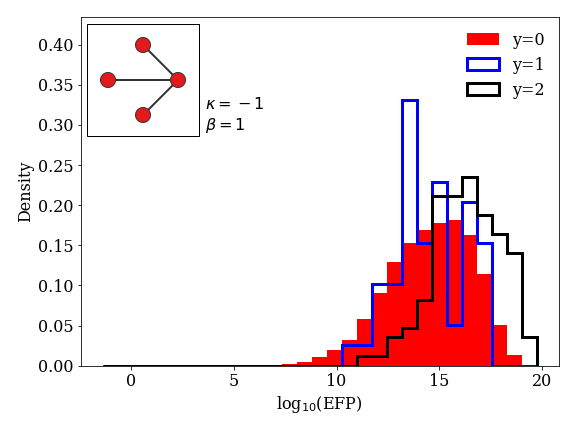 y=0
y=1
y=2
κ = −1
β = 1
Density
0.40
0.35
0.30
0.25
0.20
0.15
0.10
0.05
0.00
0 5 10 15 20
log₁₀(EFP)